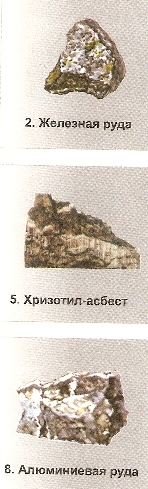 2. Железная руда
5. Хризотил-асбест
8. Алюминиевая руда